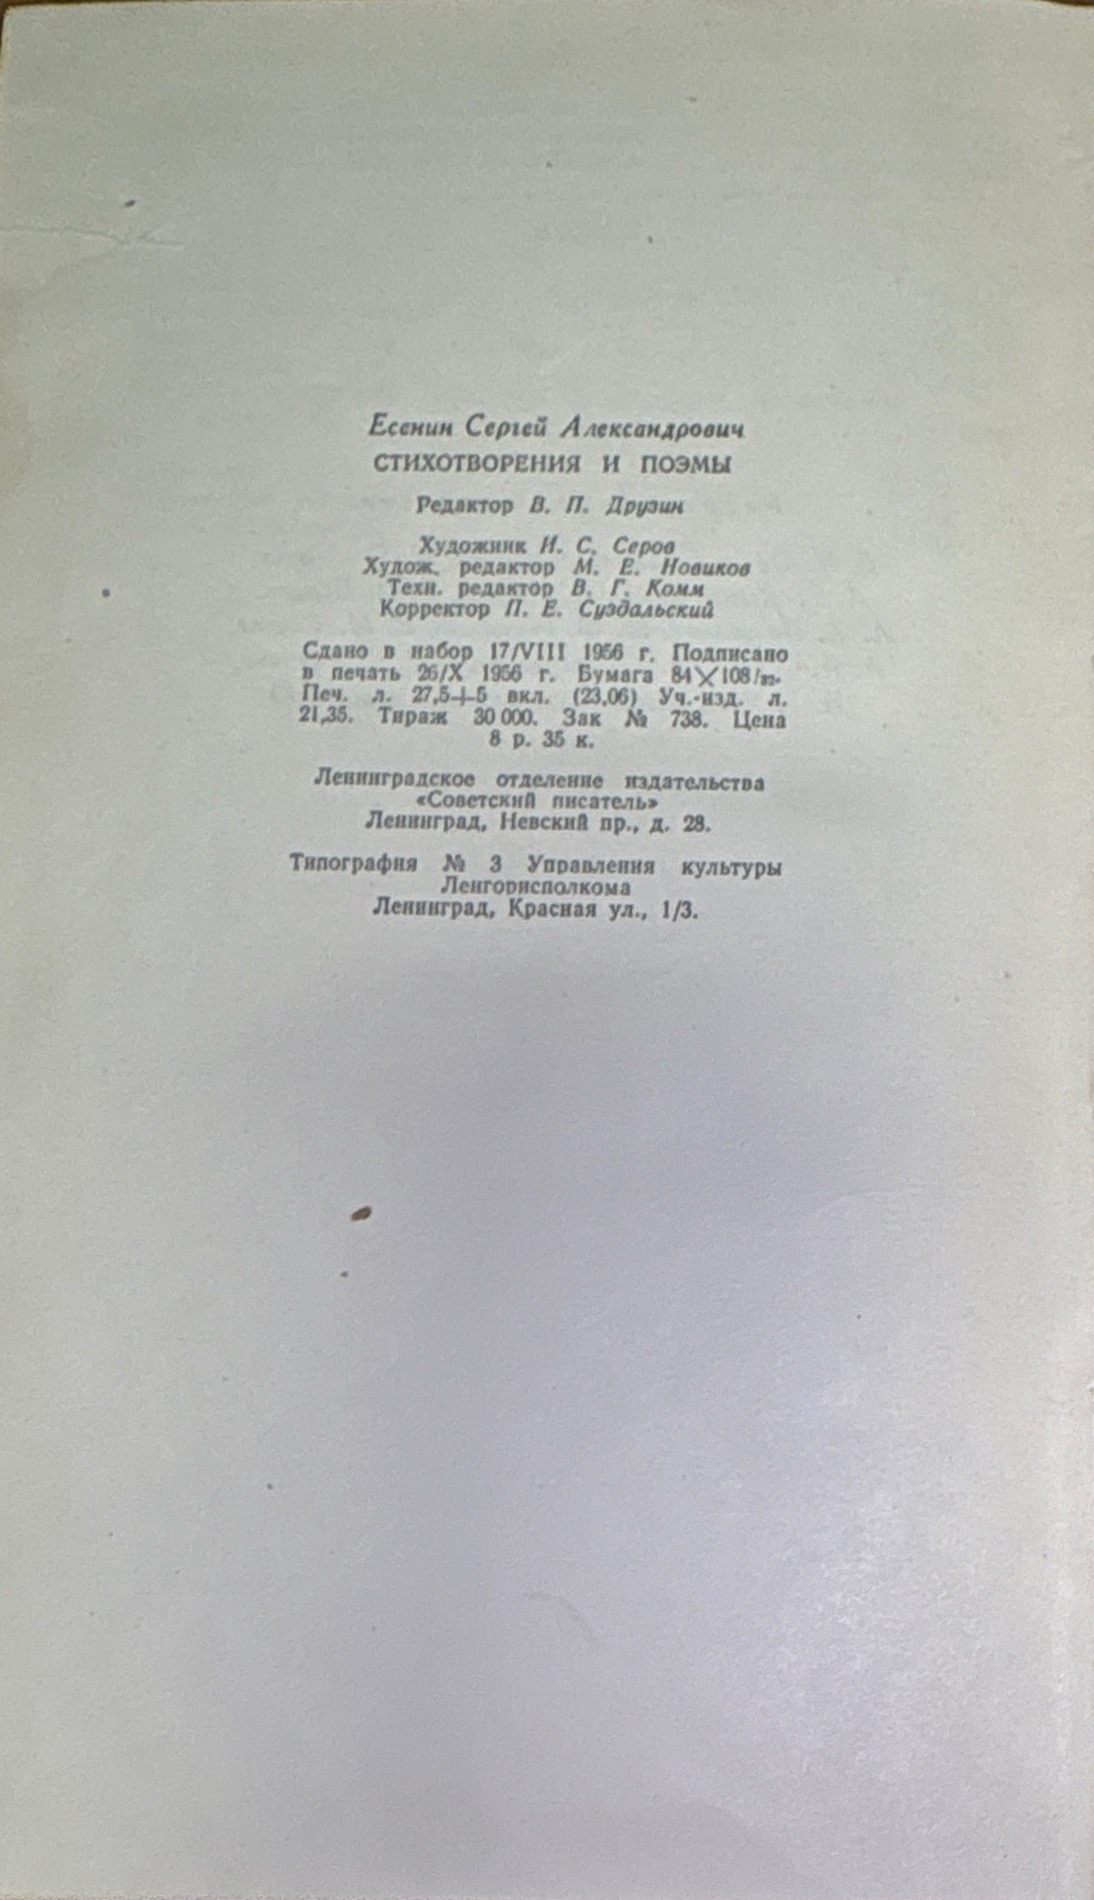 Есенин Сергей Александрович
СТИХОТВОРЕНИЯ И ПОЭМЫ
Редактор В. П. Друзин
Художник И. С. Серов
Худож. редактор М. Е. Новиков
Техн. редактор В. Г. Комм
Корректор П. Е. Суздальский
Сдано в набор 17/VIII 1956 г. Подписано
в печать 26/X 1956 г. Бумага 84×108/32.
Печ. л. 27,5+5 вкл. (23,06) Уч.-изд. л.
21,35. Тираж 30 000. Зак № 738. Цена
8 р. 35 к.
Ленинградское отделение издательства
«Советский писатель»
Ленинград, Невский пр., д. 28.
Типография № 3 Управления культуры
Ленгорисполкома
Ленинград, Красная ул., 1/3.